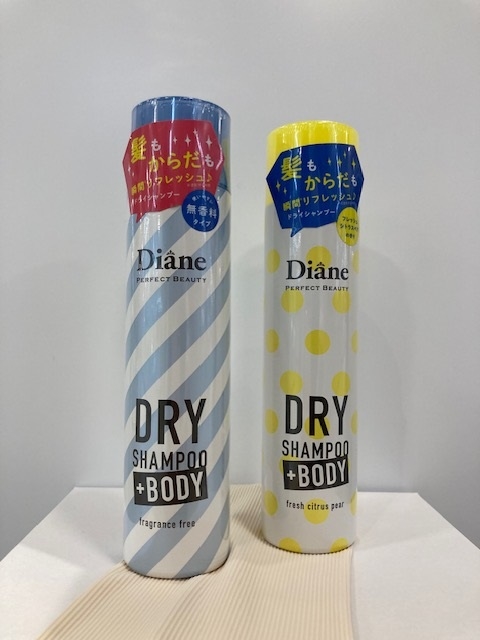 髪も
からだも
瞬間リフレッシュ♪
ドライシャンプー
無香料
タイプ
Diâne
PERFECT BEAUTY
DRY
SHAMPOO
+BODY
fragrance free
髪も
からだも
瞬間リフレッシュ♪
ドライシャンプー
Diâne
PERFECT BEAUTY
DRY
SHAMPOO
+BODY
fresh citrus pear